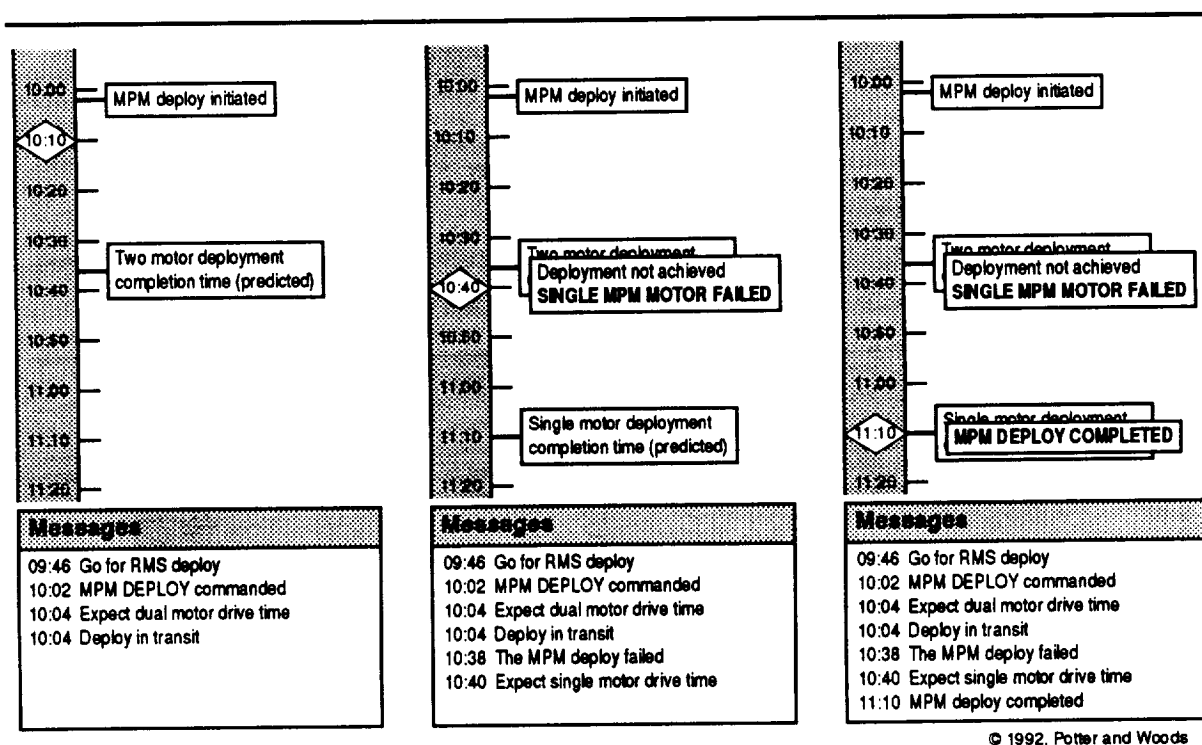 10:00
MPM deploy initiated
10:10
10:20
10:30
Two motor deployment
completion time (predicted)
10:40
10:50
11:00
11:10
11:20
Messages
09:46 Go for RMS deploy
10:02 MPM DEPLOY commanded
10:04 Expect dual motor drive time
10:04 Deploy in transit
10:00
MPM deploy initiated
10:10
10:20
10:30
Two motor deployment
Deployment not achieved
SINGLE MPM MOTOR FAILED
10:40
10:50
11:00
Single motor deployment
completion time (predicted)
11:10
11:20
Messages
09:46 Go for RMS deploy
10:02 MPM DEPLOY commanded
10:04 Expect dual motor drive time
10:04 Deploy in transit
10:38 The MPM deploy failed
10:40 Expect single motor drive time
10:00
MPM deploy initiated
10:10
10:20
10:30
Two motor deployment
Deployment not achieved
SINGLE MPM MOTOR FAILED
10:40
10:50
11:00
Single motor deployment
MPM DEPLOY COMPLETED
11:10
11:20
Messages
09:46 Go for RMS deploy
10:02 MPM DEPLOY commanded
10:04 Expect dual motor drive time
10:04 Deploy in transit
10:38 The MPM deploy failed
10:40 Expect single motor drive time
11:10 MPM deploy completed
© 1992, Potter and Woods